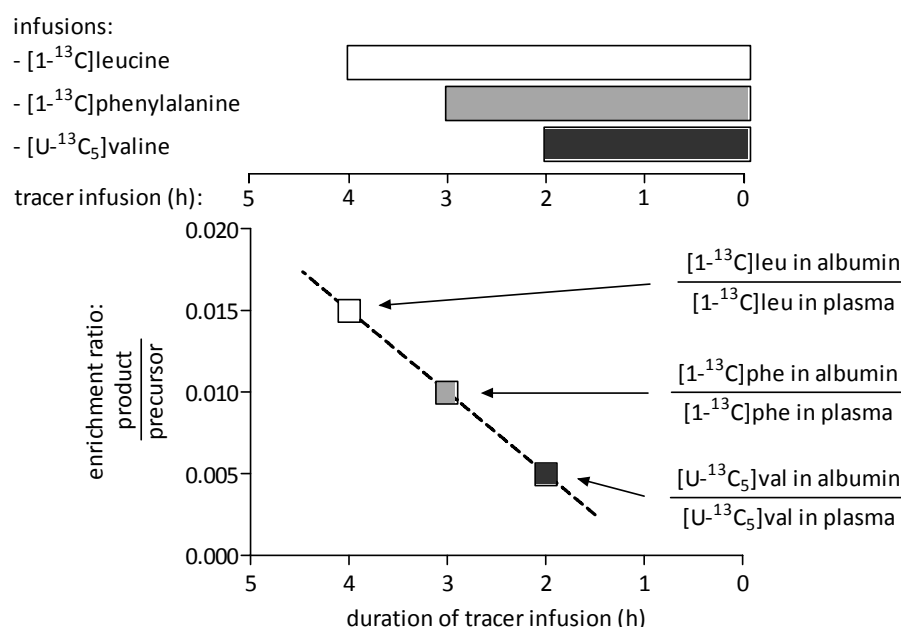 infusions:
- [1-¹³C]leucine
- [1-¹³C]phenylalanine
- [U-¹³C₅]valine
5 4 3 2 1 0
tracer infusion (h):
0.020
0.015
0.010
0.005
0.000
enrichment ratio:
product
precursor
[1-¹³C]leu in albumin
[1-¹³C]leu in plasma
[1-¹³C]phe in albumin
[1-¹³C]phe in plasma
[U-¹³C₅]val in albumin
[U-¹³C₅]val in plasma
5 4 3 2 1 0
duration of tracer infusion (h)